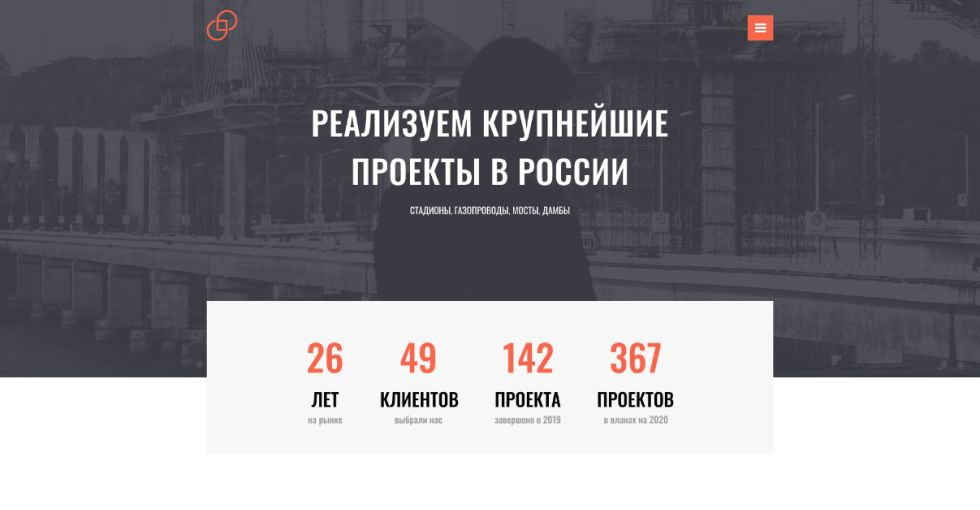 РЕАЛИЗУЕМ КРУПНЕЙШИЕ
ПРОЕКТЫ В РОССИИ
СТАДИОНЫ, ГАЗОПРОВОДЫ, МОСТЫ, ДАМБЫ
26
ЛЕТ
на рынке
49
КЛИЕНТОВ
выбрали нас
142
ПРОЕКТА
завершено в 2019
367
ПРОЕКТОВ
в планах на 2020